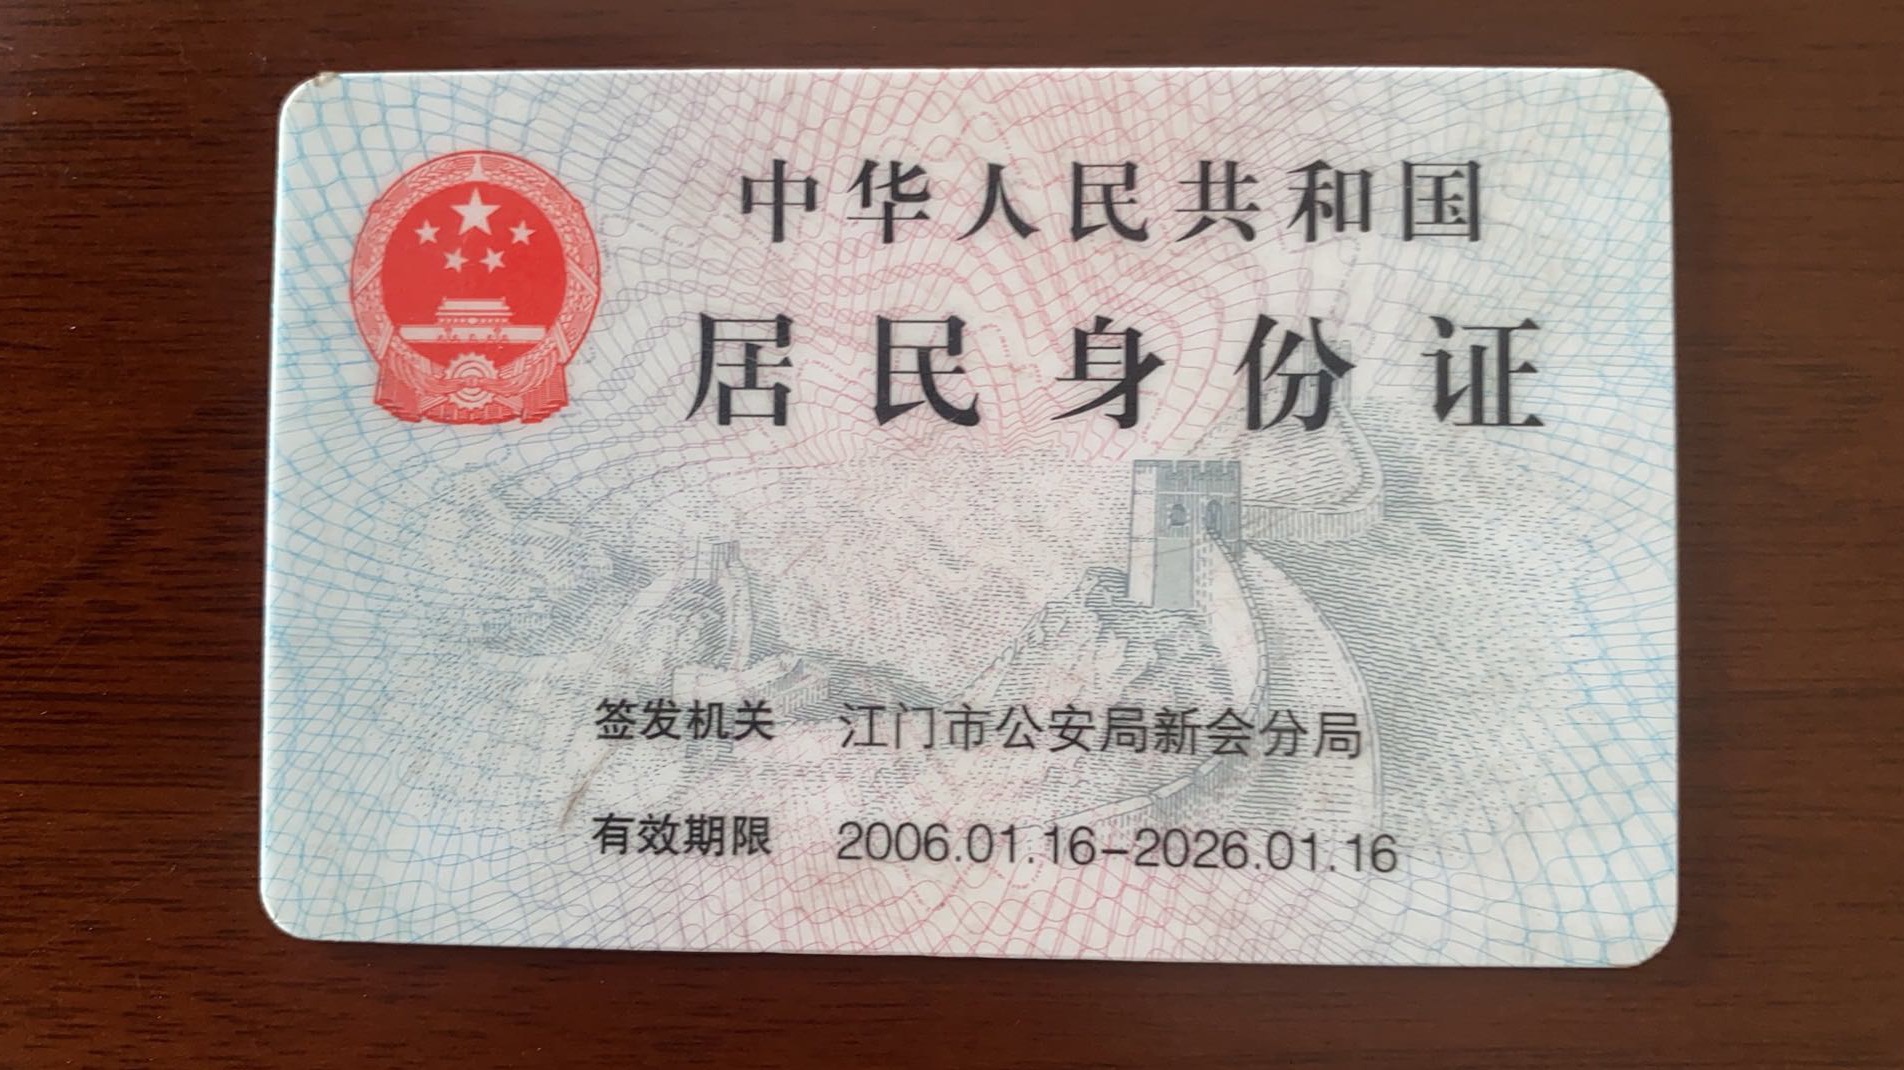 中华人民共和国
居民身份证
签发机关 江门市公安局新会分局
有效期限 2006.01.16-2026.01.16